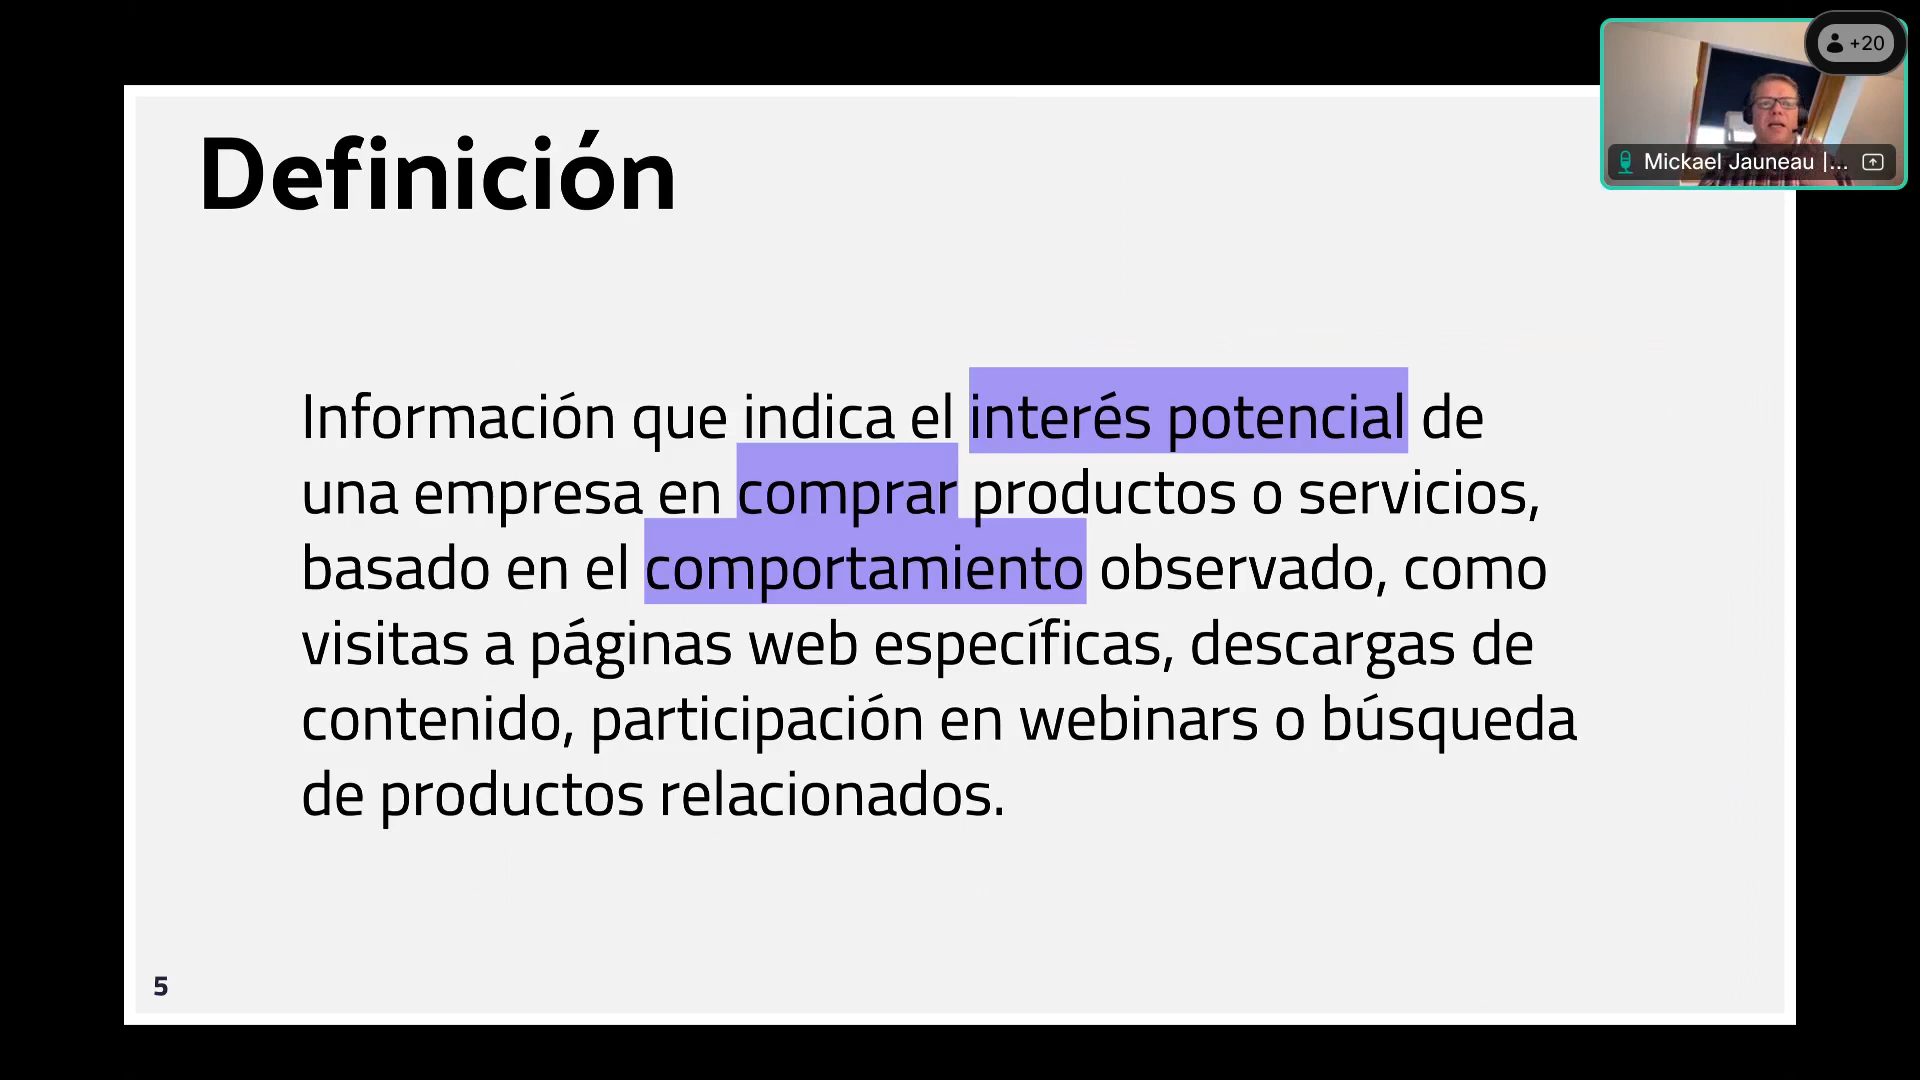 +20
Mickael Jauneau |...
Definición
Información que indica el interés potencial de
una empresa en comprar productos o servicios,
basado en el comportamiento observado, como
visitas a páginas web específicas, descargas de
contenido, participación en webinars o búsqueda
de productos relacionados.
5